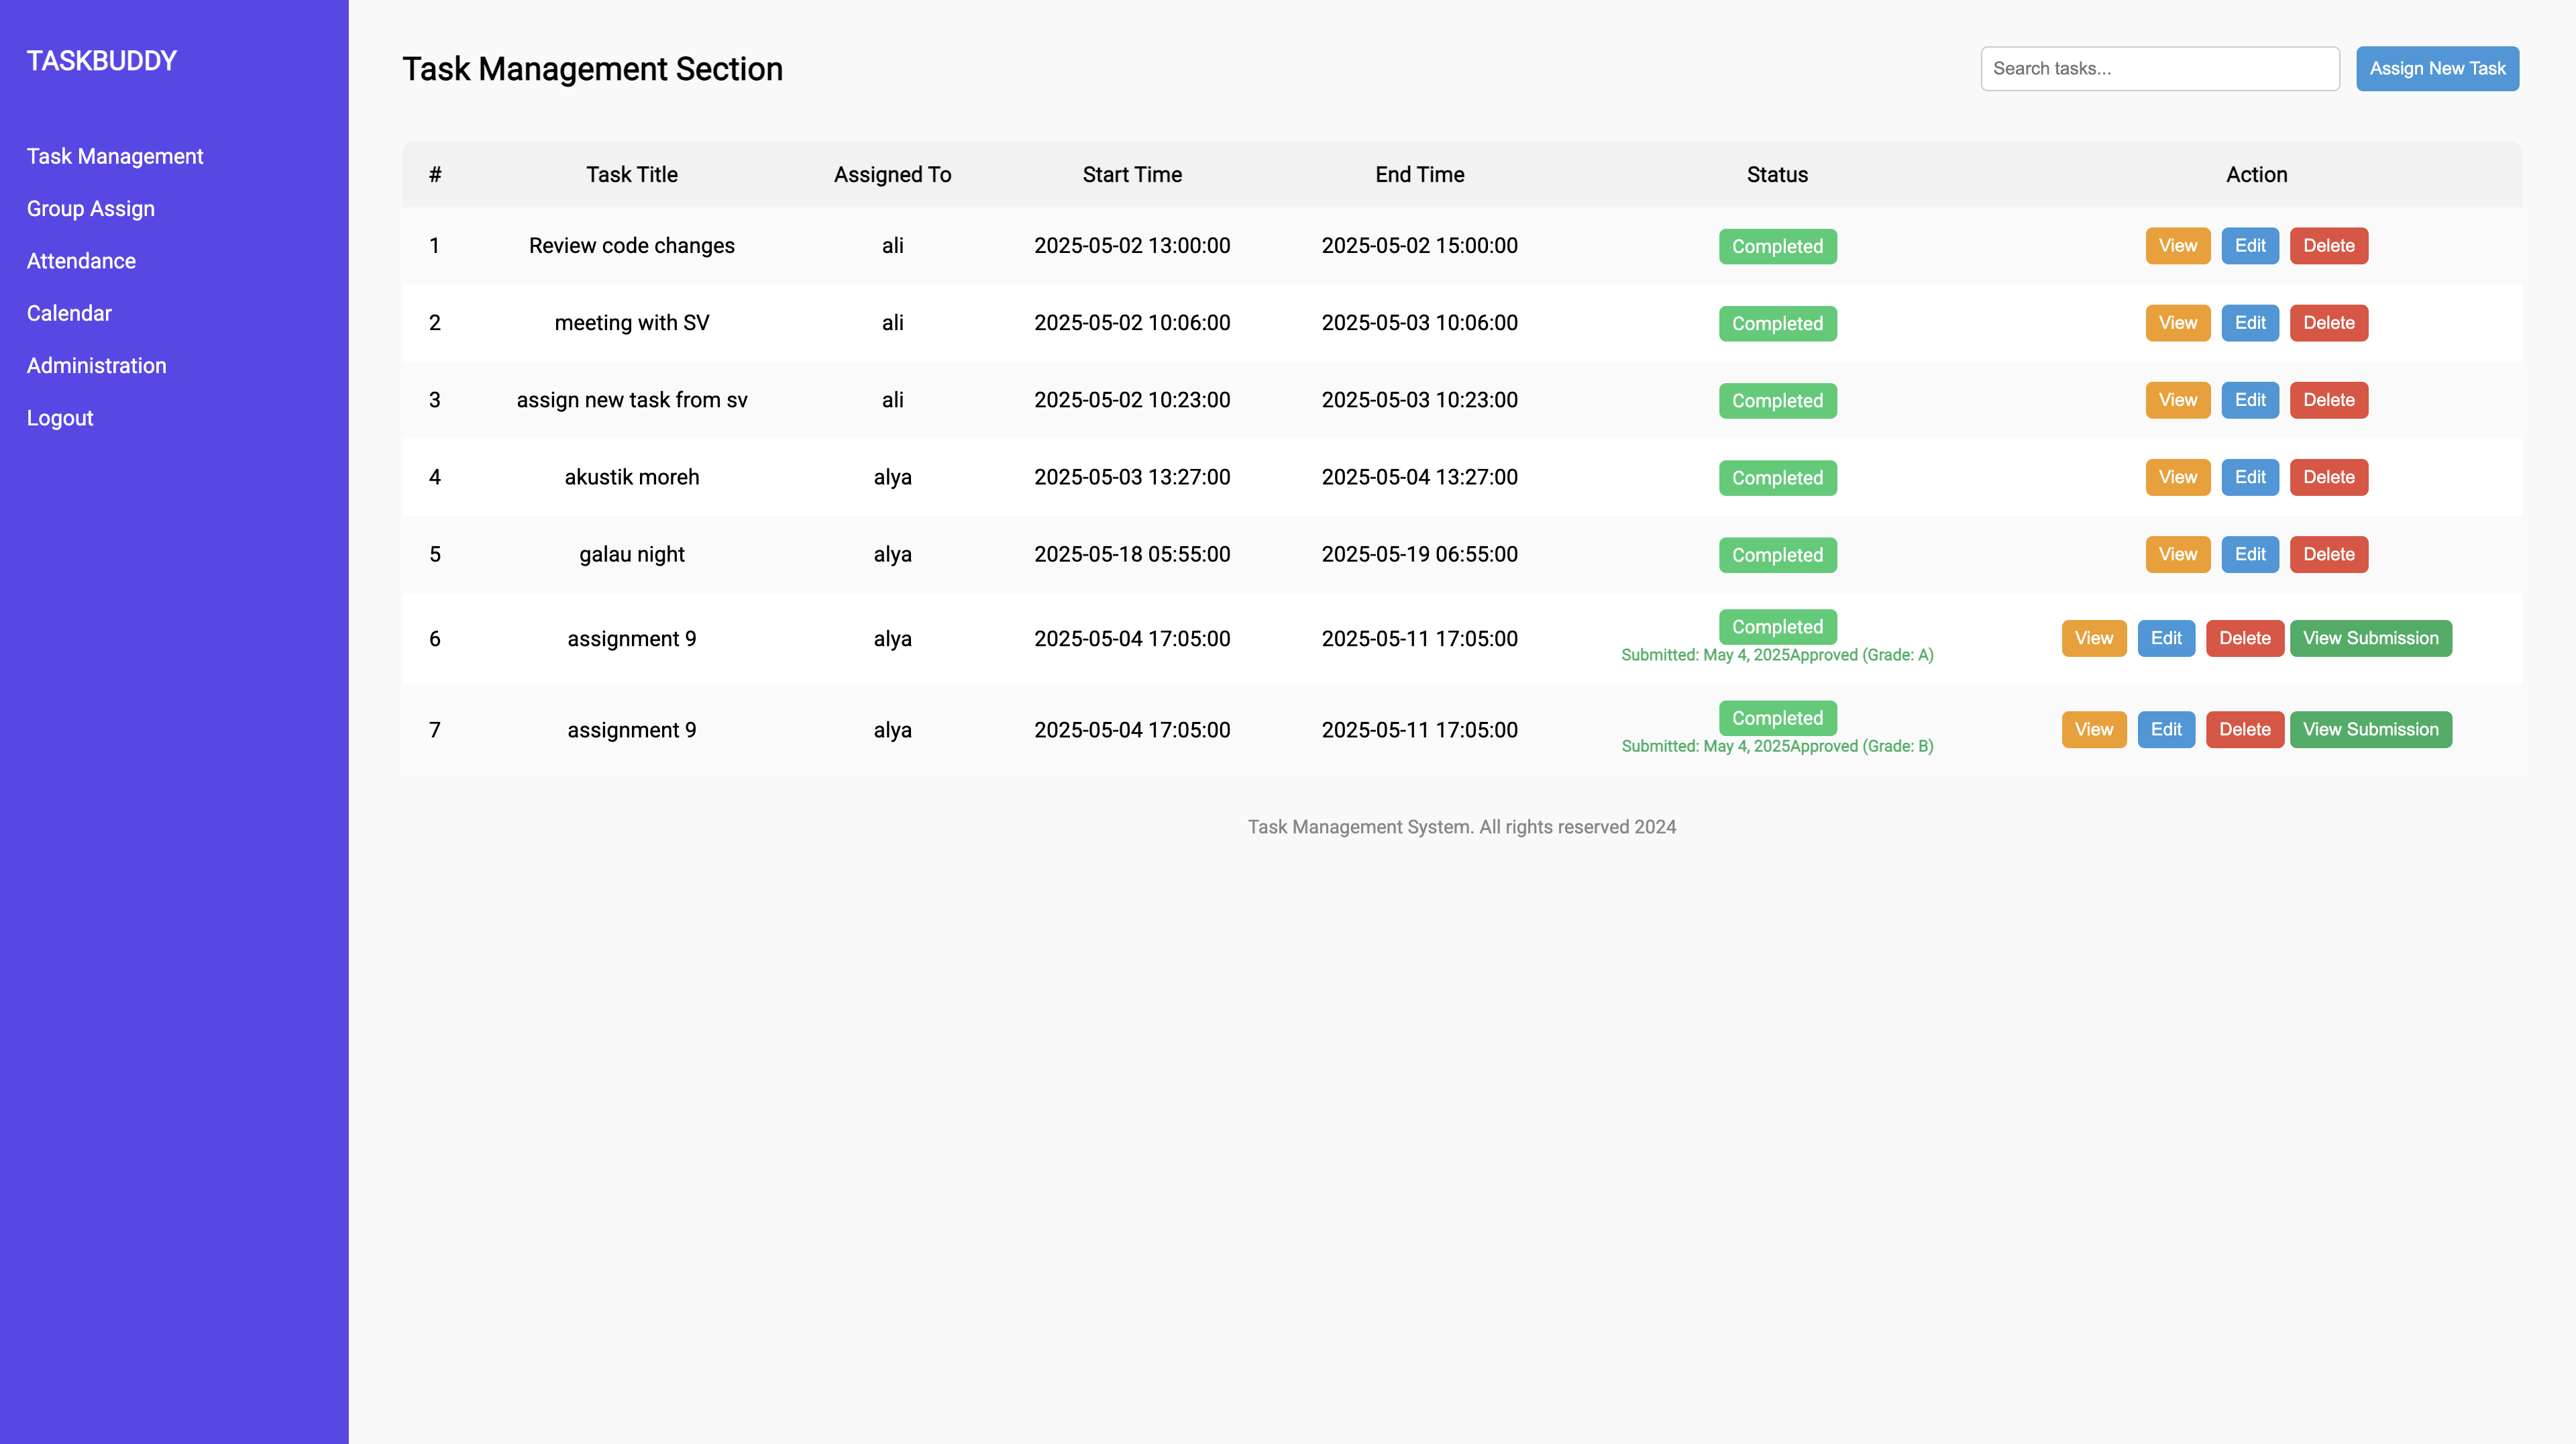 TASKBUDDY
Task Management
Group Assign
Attendance
Calendar
Administration
Logout
Task Management Section
Search tasks...
Assign New Task
# Task Title Assigned To Start Time End Time Status Action
1 Review code changes ali 2025-05-02 13:00:00 2025-05-02 15:00:00 Completed View Edit Delete
2 meeting with SV ali 2025-05-02 10:06:00 2025-05-03 10:06:00 Completed View Edit Delete
3 assign new task from sv ali 2025-05-02 10:23:00 2025-05-03 10:23:00 Completed View Edit Delete
4 akustik moreh alya 2025-05-03 13:27:00 2025-05-04 13:27:00 Completed View Edit Delete
5 galau night alya 2025-05-18 05:55:00 2025-05-19 06:55:00 Completed View Edit Delete
6 assignment 9 alya 2025-05-04 17:05:00 2025-05-11 17:05:00 Completed View Edit Delete View Submission
Submitted: May 4, 2025Approved (Grade: A)
7 assignment 9 alya 2025-05-04 17:05:00 2025-05-11 17:05:00 Completed View Edit Delete View Submission
Submitted: May 4, 2025Approved (Grade: B)
Task Management System. All rights reserved 2024